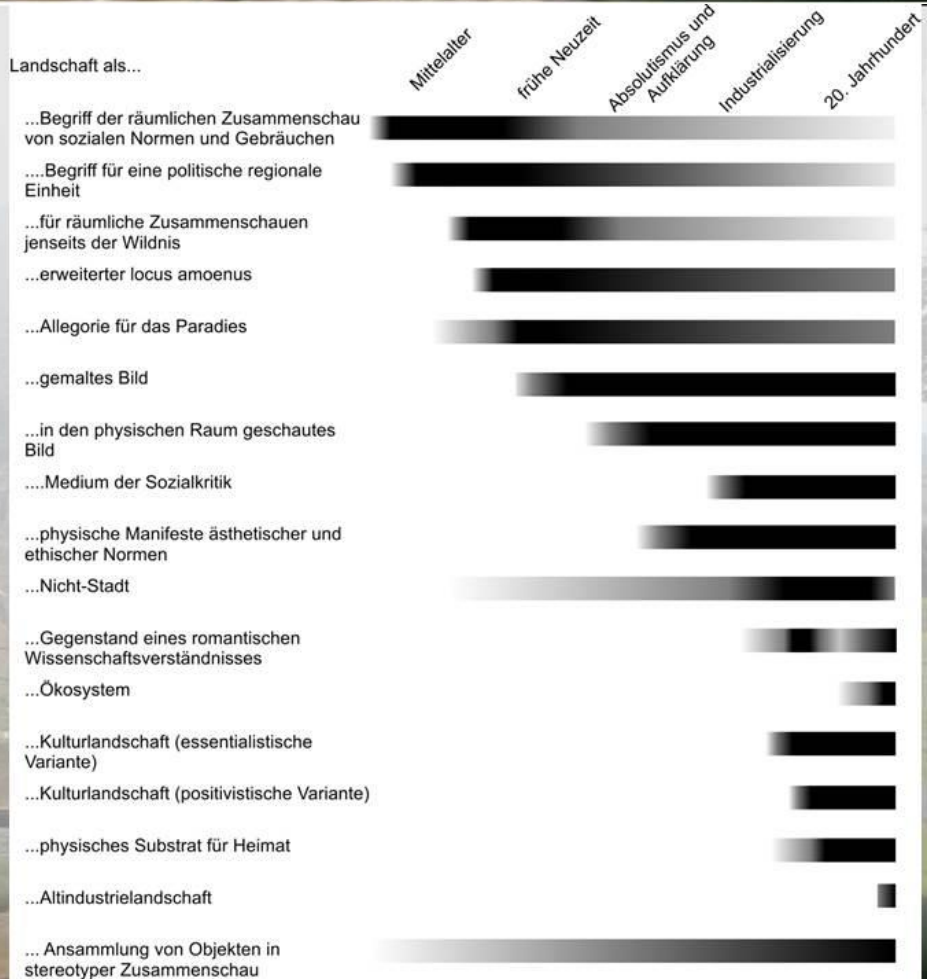 Landschaft als...
Mittelalter
frühe Neuzeit
Absolutismus und
Aufklärung
Industrialisierung
20. Jahrhundert
...Begriff der räumlichen Zusammenschau
von sozialen Normen und Gebräuchen
....Begriff für eine politische regionale
Einheit
...für räumliche Zusammenschauen
jenseits der Wildnis
...erweiterter locus amoenus
...Allegorie für das Paradies
...gemaltes Bild
...in den physischen Raum geschautes
Bild
....Medium der Sozialkritik
...physische Manifeste ästhetischer und
ethischer Normen
...Nicht-Stadt
...Gegenstand eines romantischen
Wissenschaftsverständnisses
...Ökosystem
...Kulturlandschaft (essentialistische
Variante)
...Kulturlandschaft (positivistische Variante)
...physisches Substrat für Heimat
...Altindustrielandschaft
... Ansammlung von Objekten in
stereotyper Zusammenschau